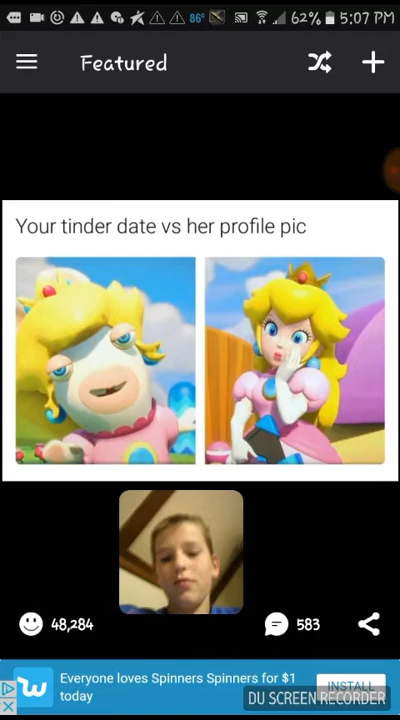 86° 62% 5:07 PM
Featured
Your tinder date vs her profile pic
48,284 583
Everyone loves Spinners Spinners for $1
today
INSTALL
DU SCREEN RECORDER